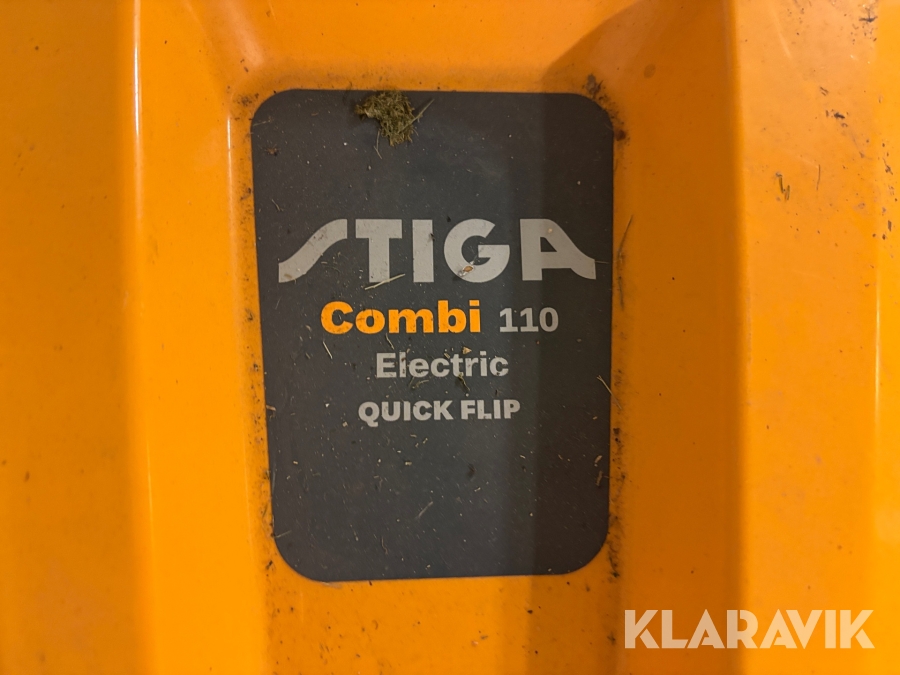 STIGA
Combi 110
Electric
QUICK FLIP
KLARAVIK